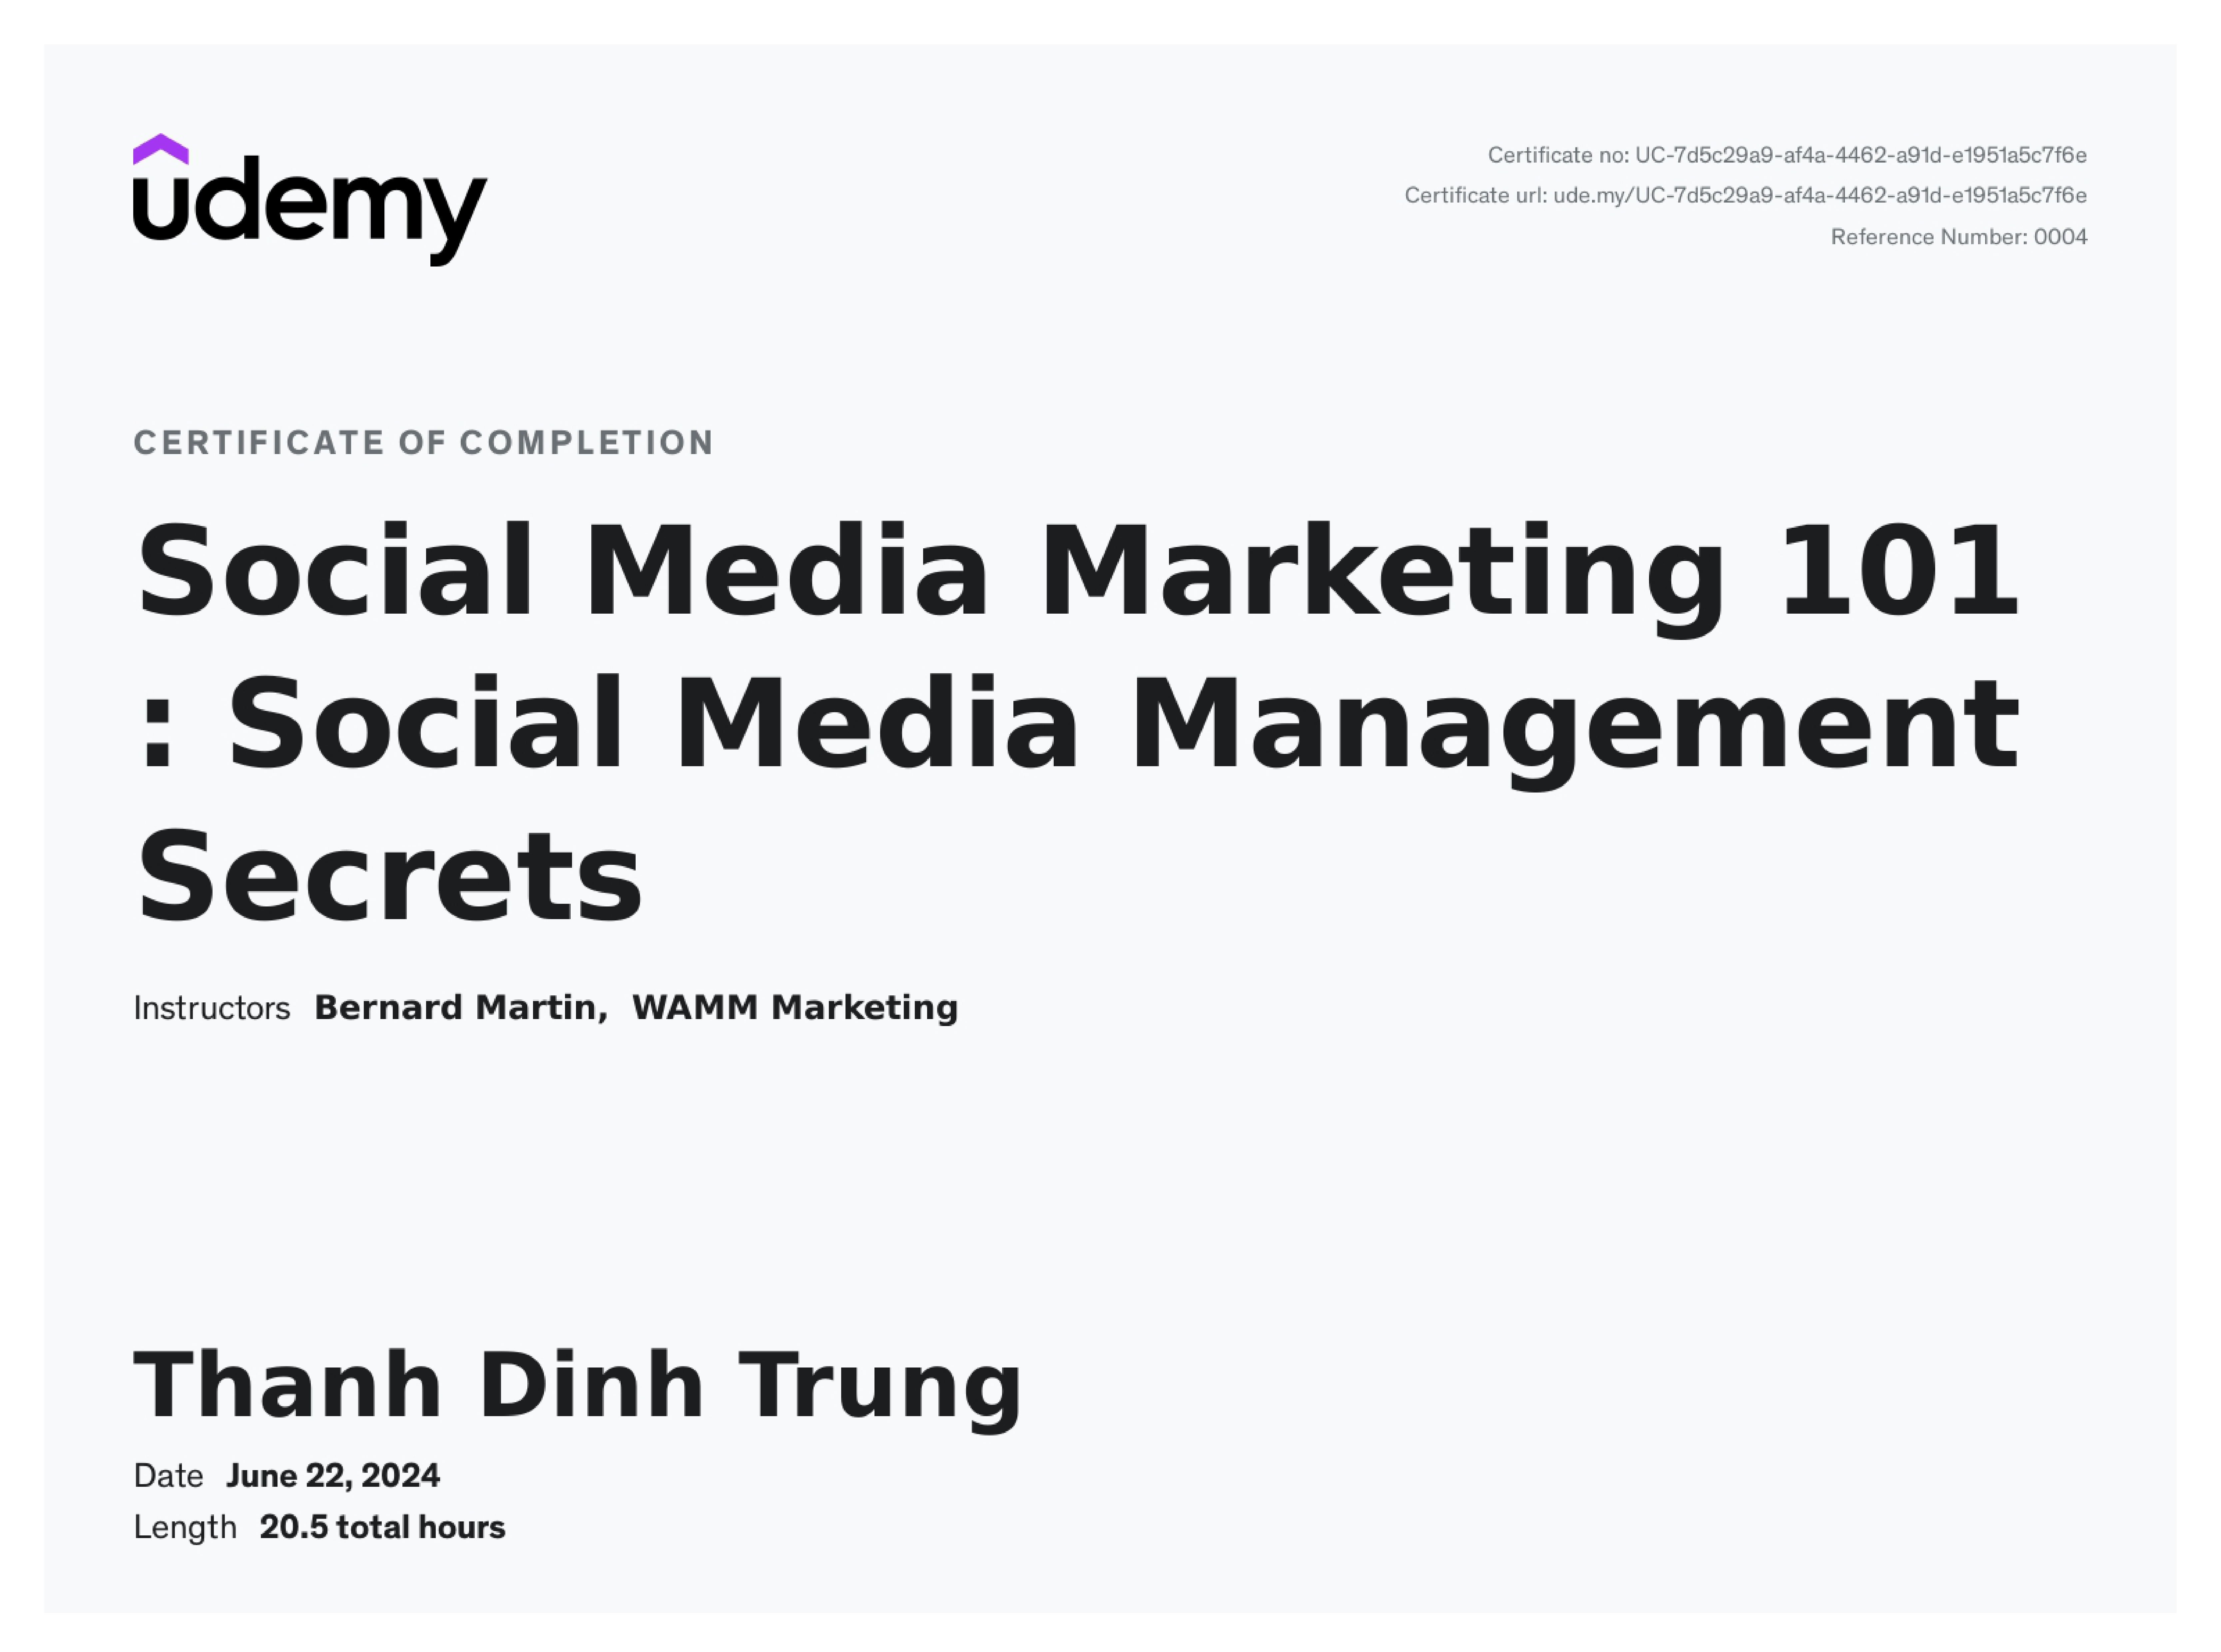 udemy
Certificate no: UC-7d5c29a9-af4a-4462-a91d-e1951a5c7f6e
Certificate url: ude.my/UC-7d5c29a9-af4a-4462-a91d-e1951a5c7f6e
Reference Number: 0004
CERTIFICATE OF COMPLETION
Social Media Marketing 101
: Social Media Management
Secrets
Instructors Bernard Martin, WAMM Marketing
Thanh Dinh Trung
Date June 22, 2024
Length 20.5 total hours